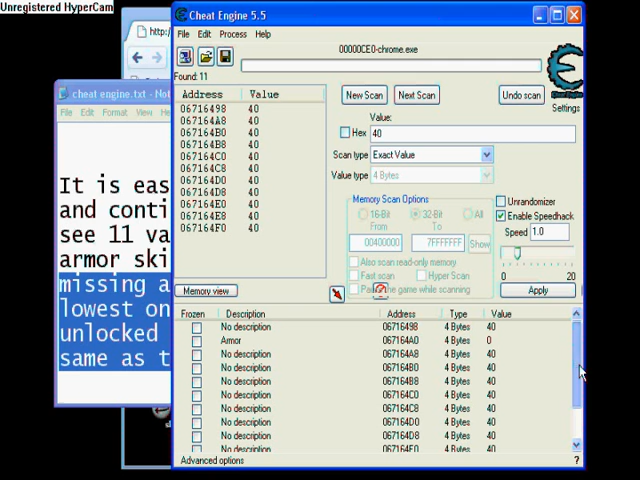 Unregistered HyperCam
Cheat Engine 5.5
http:/
File Edit Process Help
00000CE0-chrome.exe
Found: 11
cheat engine.txt - Not
File Edit Format View
It is eas
and conti
see 11 va
armor ski
missing a
lowest on
unlocked
same as t
Address Value
06716498 40
067164A8 40
067164B0 40
067164B8 40
067164C0 40
067164C8 40
067164D0 40
067164D8 40
067164E0 40
067164E8 40
067164F0 40
New Scan Next Scan Undo scan
Cheat Engine
Settings
Value:
Hex 40
Scan type Exact Value
Value type 4 Bytes
Memory Scan Options
16-Bit 32-Bit All
From To
00400000 7FFFFFFF Show
Also scan read-only memory
Fast scan Hyper Scan
the game while scanning
Unrandomizer
Enable Speedhack
Speed 1.0
0 20
Apply
Memory view
Frozen Description Address Type Value
No description 06716498 4 Bytes 40
Armor 067164A0 4 Bytes 0
No description 067164A8 4 Bytes 40
No description 067164B0 4 Bytes 40
No description 067164B8 4 Bytes 40
No description 067164C0 4 Bytes 40
No description 067164C8 4 Bytes 40
No description 067164D0 4 Bytes 40
No description 067164D8 4 Bytes 40
No description 067164E0 4 Bytes 40
Advanced options ?